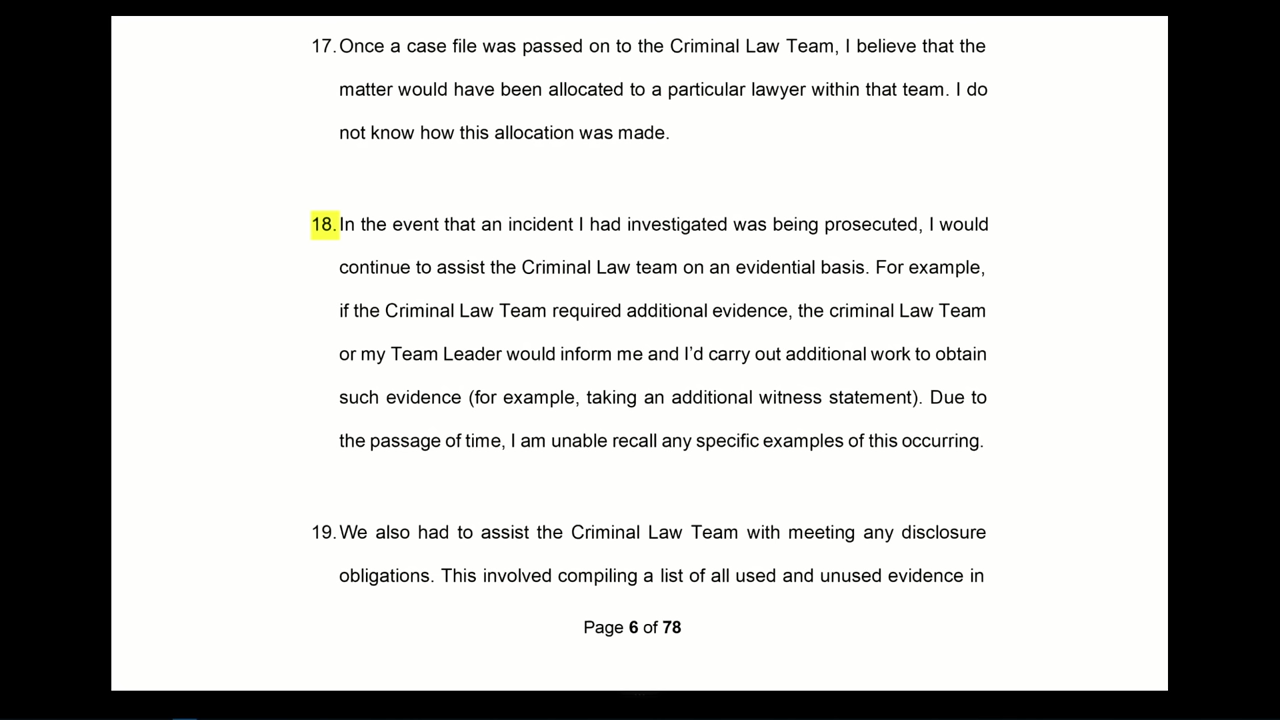 17. Once a case file was passed on to the Criminal Law Team, I believe that the
matter would have been allocated to a particular lawyer within that team. I do
not know how this allocation was made.
18. In the event that an incident I had investigated was being prosecuted, I would
continue to assist the Criminal Law team on an evidential basis. For example,
if the Criminal Law Team required additional evidence, the criminal Law Team
or my Team Leader would inform me and I'd carry out additional work to obtain
such evidence (for example, taking an additional witness statement). Due to
the passage of time, I am unable recall any specific examples of this occurring.
19. We also had to assist the Criminal Law Team with meeting any disclosure
obligations. This involved compiling a list of all used and unused evidence in
Page 6 of 78